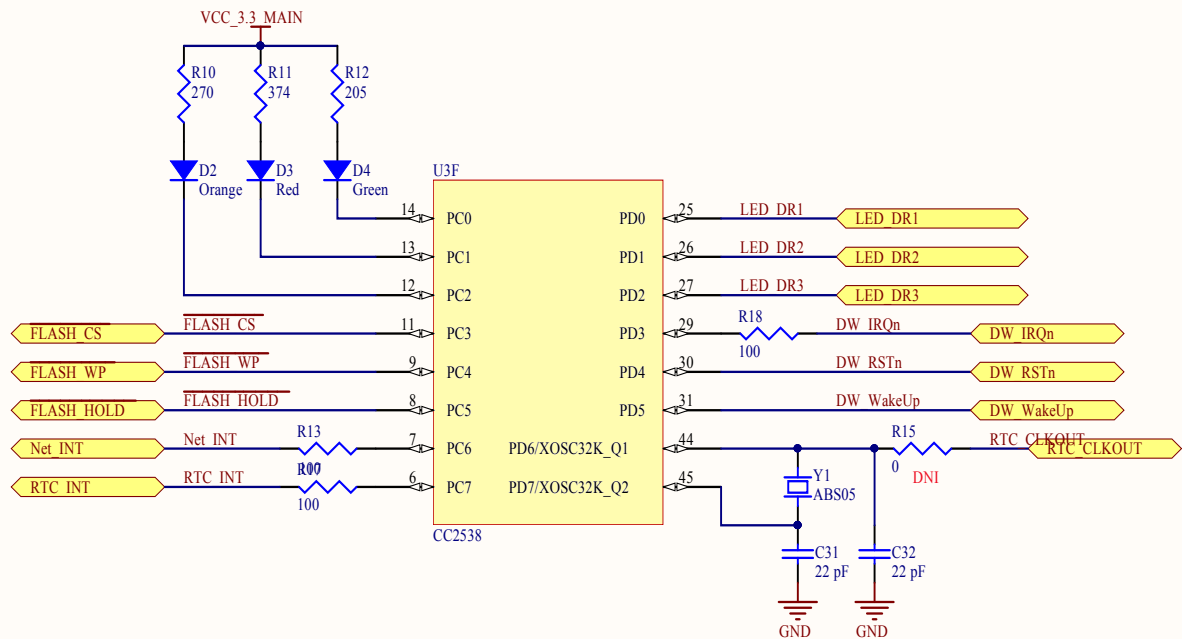 VCC_3.3_MAIN
R10
270
R11
374
R12
205
D2
Orange
D3
Red
D4
Green
U3F
14 PC0
13 PC1
12 PC2
FLASH_CS FLASH_CS 11 PC3
FLASH_WP FLASH_WP 9 PC4
FLASH_HOLD FLASH_HOLD 8 PC5
Net_INT Net_INT R13 100 7 PC6
RTC_INT RTC_INT R17 100 6 PC7
PD0 25 LED_DR1 LED_DR1
PD1 26 LED_DR2 LED_DR2
PD2 27 LED_DR3 LED_DR3
PD3 29 R18 100 DW_IRQn DW_IRQn
PD4 30 DW_RSTn DW_RSTn
PD5 31 DW_WakeUp DW_WakeUp
PD6/XOSC32K_Q1 44 R15 0 DNI RTC_CLKOUT RTC_CLKOUT
PD7/XOSC32K_Q2 45
Y1
ABS05
CC2538
C31
22 pF
C32
22 pF
GND
GND